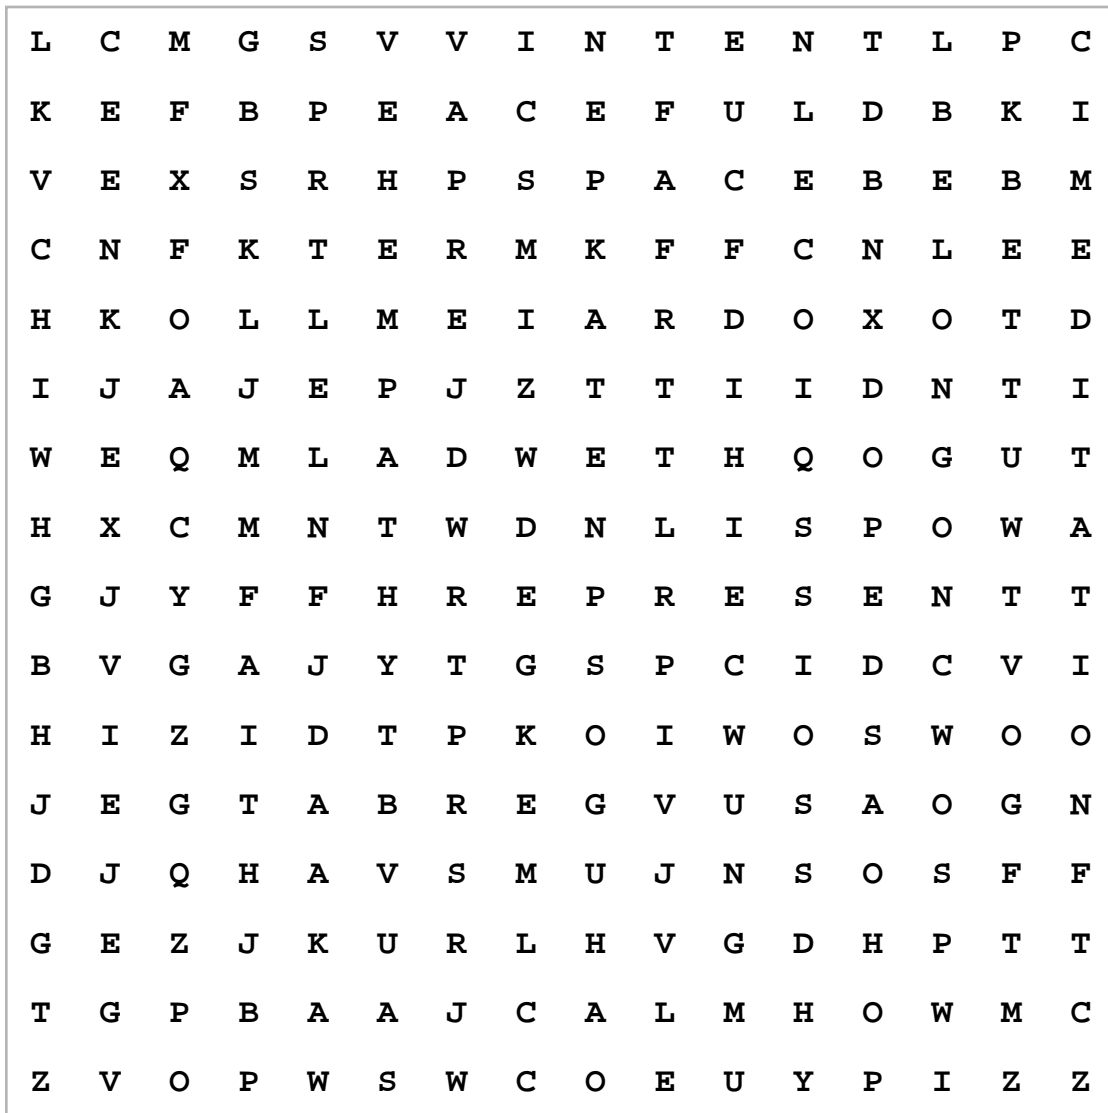 L C M G S V V I N T E N T L P C
K E F B P E A C E F U L D B K I
V E X S R H P S P A C E B E B M
C N F K T E R M K F F C N L E E
H K O L L M E I A R D O X O T D
I J A J E P J Z T T I I D N T I
W E Q M L A D W E T H Q O G U T
H X C M N T W D N L I S P O W A
G J Y F F H R E P R E S E N T T
B V G A J Y T G S P C I D C V I
H I Z I D T P K O I W O S W O O
J E G T A B R E G V U S A O G N
D J Q H A V S M U J N S O S F F
G E Z J K U R L H V G D H P T T
T G P B A A J C A L M H O W M C
Z V O P W S W C O E U Y P I Z Z